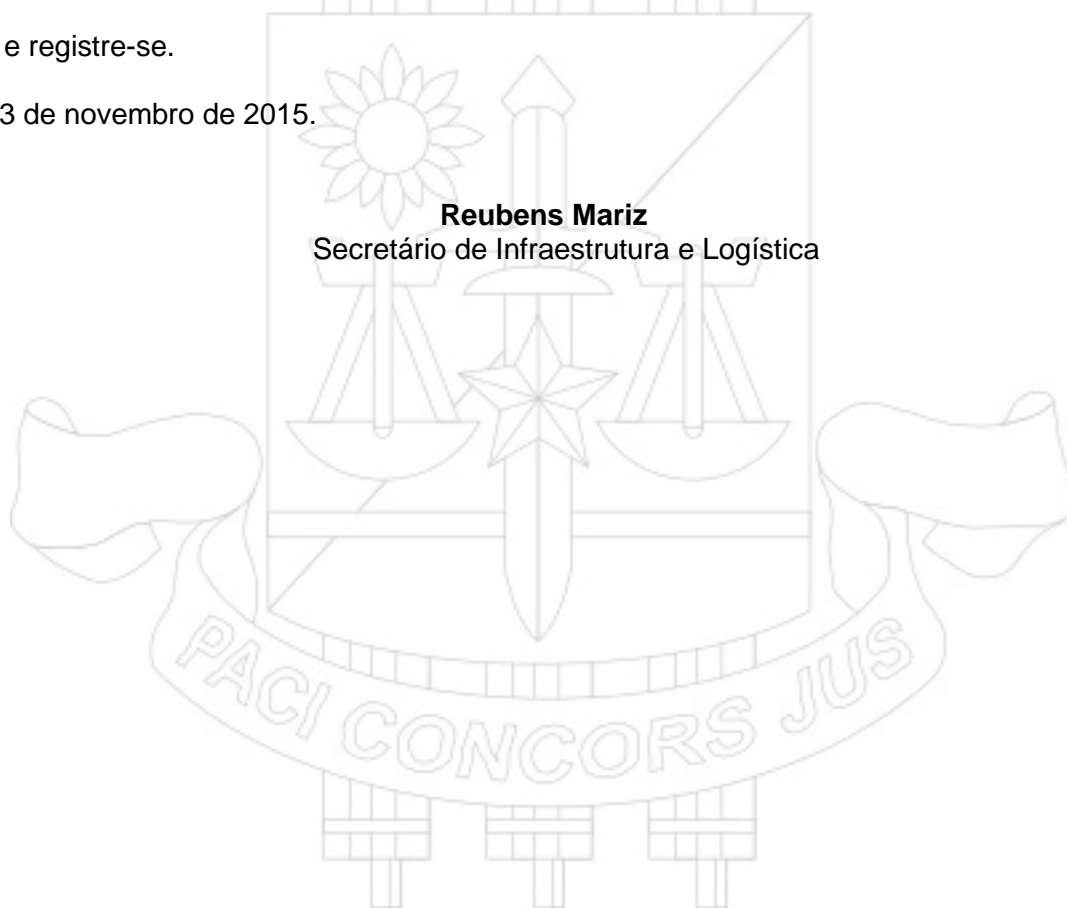 e registre-se.
3 de novembro de 2015.
Reubens Mariz
Secretário de Infraestrutura e Logística
PACI CONCORS JUS